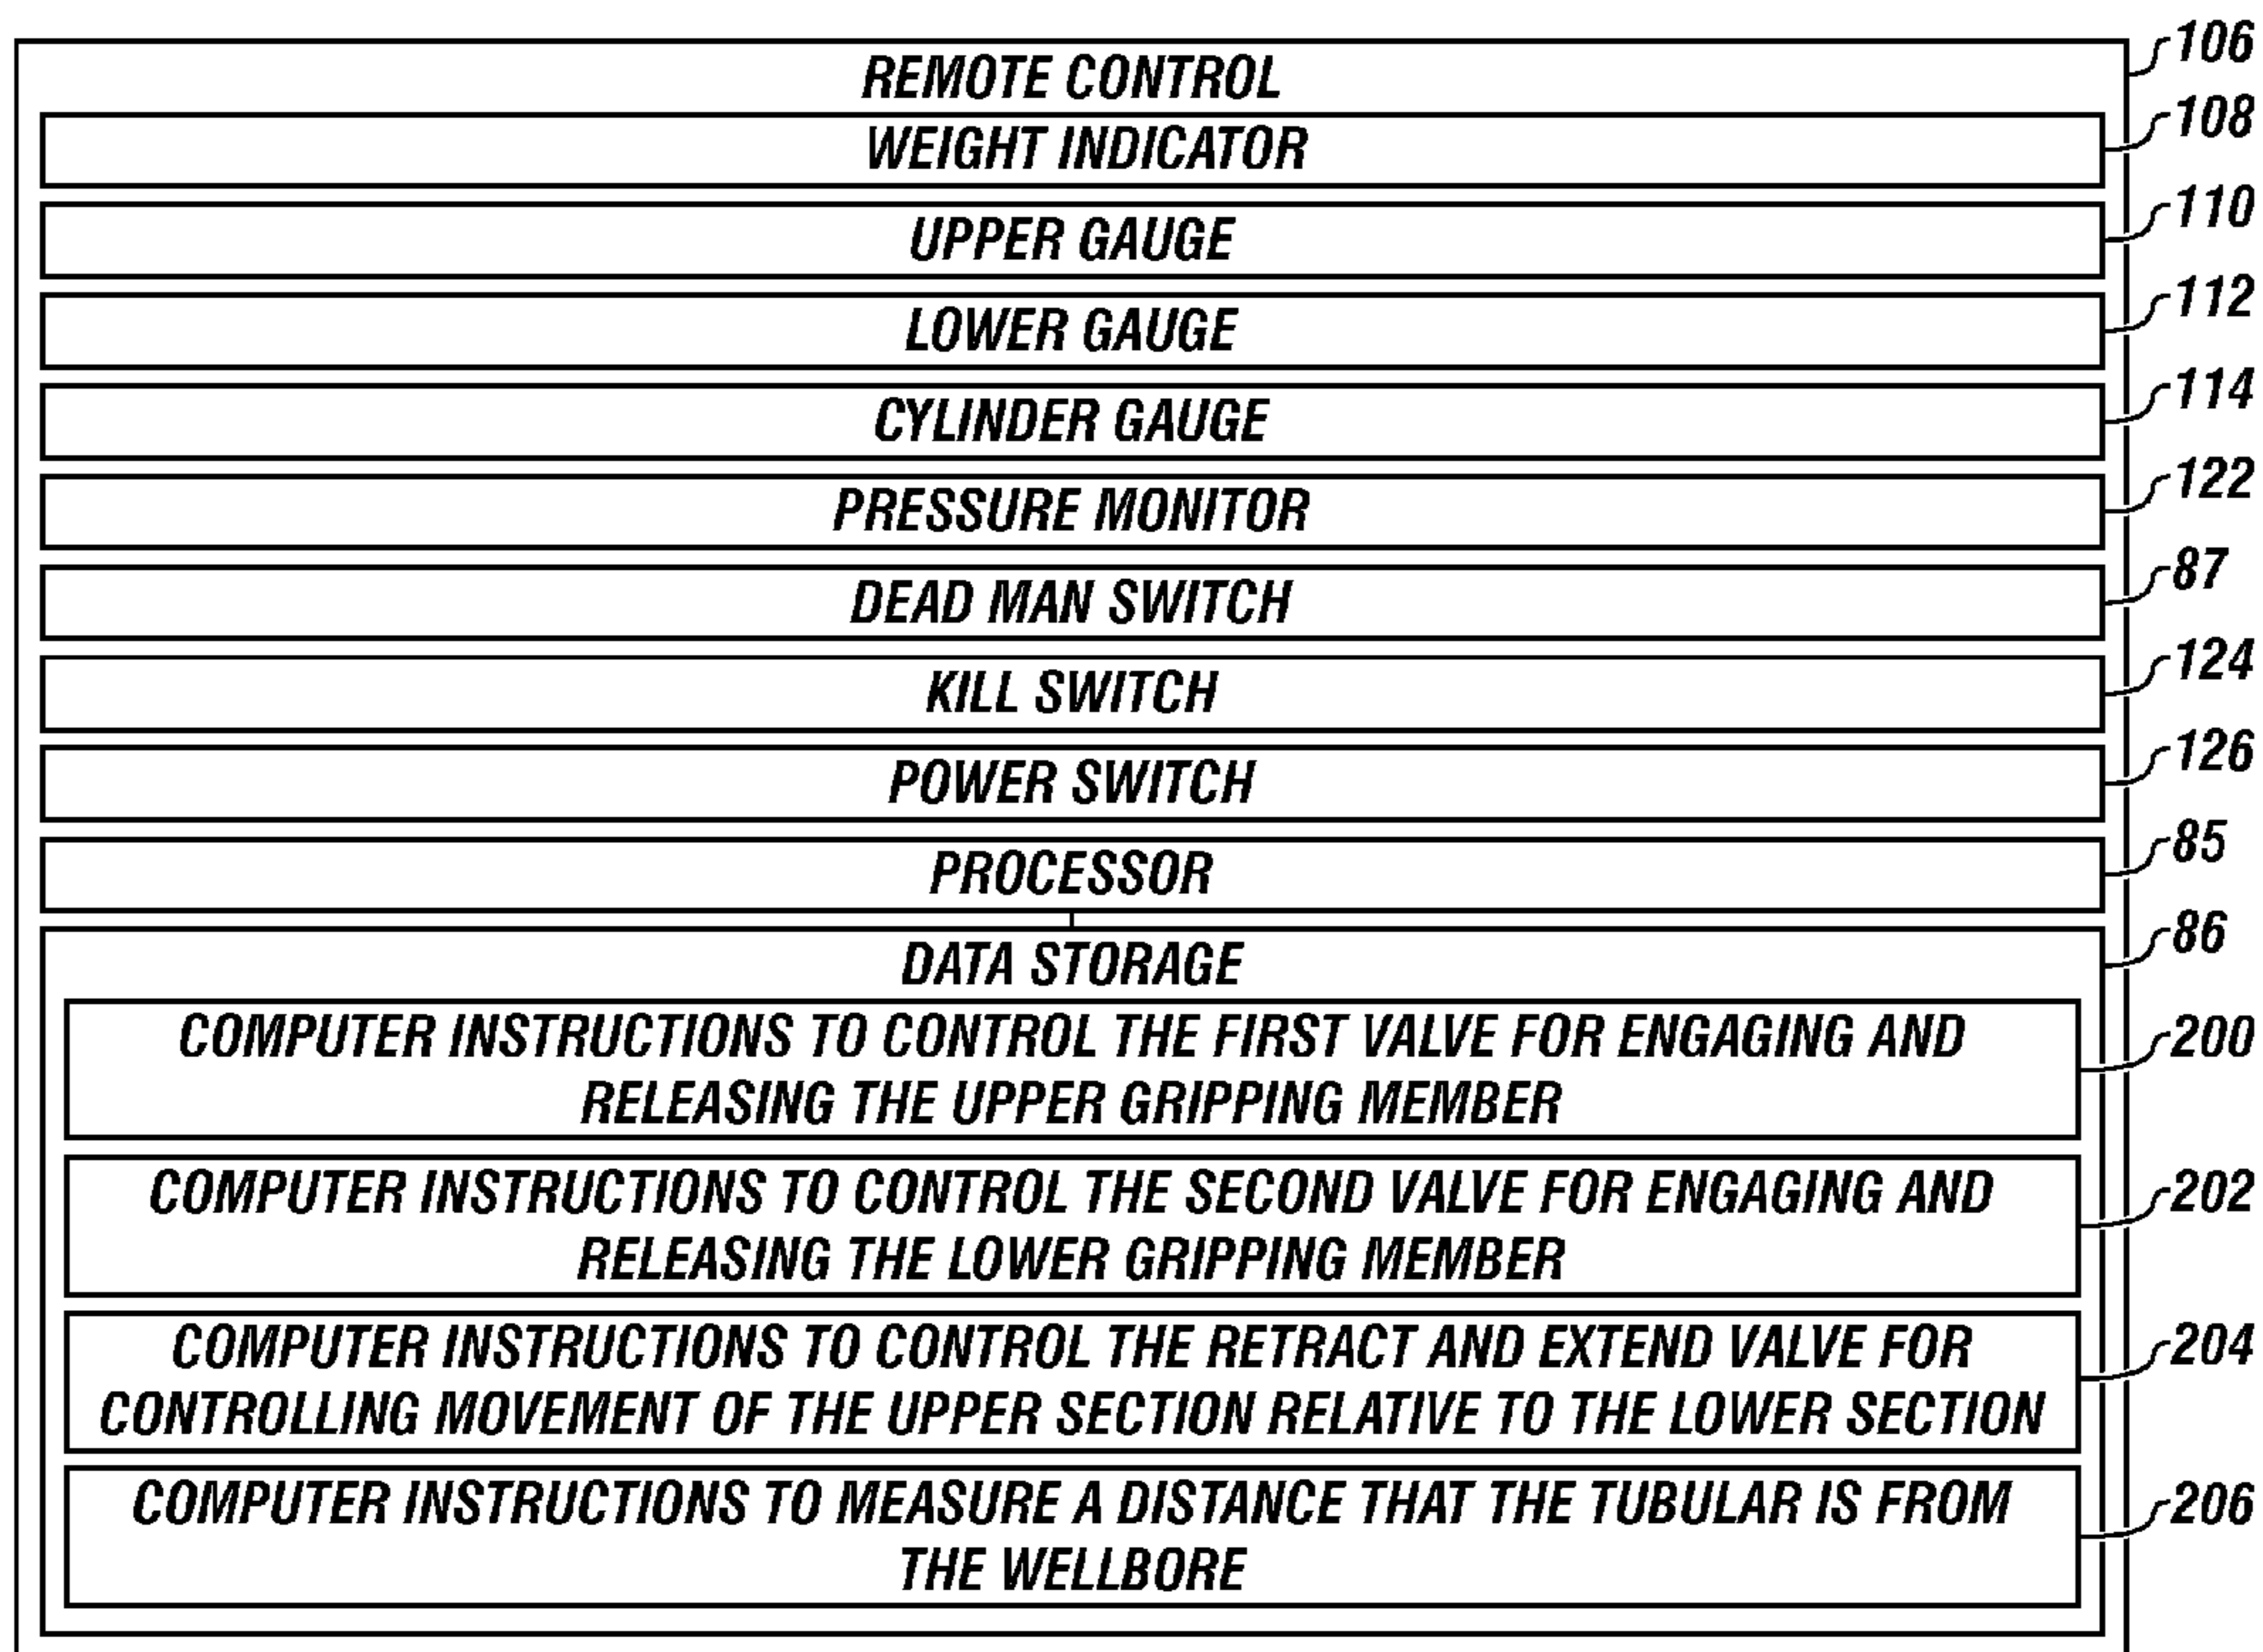 106
REMOTE CONTROL
108
WEIGHT INDICATOR
110
UPPER GAUGE
112
LOWER GAUGE
114
CYLINDER GAUGE
122
PRESSURE MONITOR
87
DEAD MAN SWITCH
124
KILL SWITCH
126
POWER SWITCH
85
PROCESSOR
86
DATA STORAGE
COMPUTER INSTRUCTIONS TO CONTROL THE FIRST VALVE FOR ENGAGING AND
RELEASING THE UPPER GRIPPING MEMBER
200
COMPUTER INSTRUCTIONS TO CONTROL THE SECOND VALVE FOR ENGAGING AND
RELEASING THE LOWER GRIPPING MEMBER
202
COMPUTER INSTRUCTIONS TO CONTROL THE RETRACT AND EXTEND VALVE FOR
CONTROLLING MOVEMENT OF THE UPPER SECTION RELATIVE TO THE LOWER SECTION
204
COMPUTER INSTRUCTIONS TO MEASURE A DISTANCE THAT THE TUBULAR IS FROM
THE WELLBORE
206